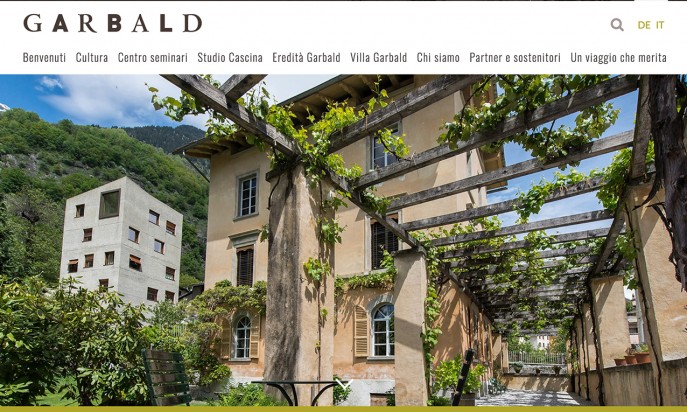 GARBALD
DE IT
Benvenuti Cultura Centro seminari Studio Cascina Eredità Garbald Villa Garbald Chi siamo Partner e sostenitori Un viaggio che merita